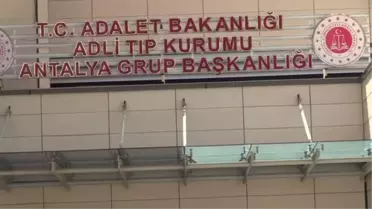 T.C. ADALET BAKANLIĞI
ADLİ TIP KURUMU
ANTALYA GRUP BAŞKANLIĞI